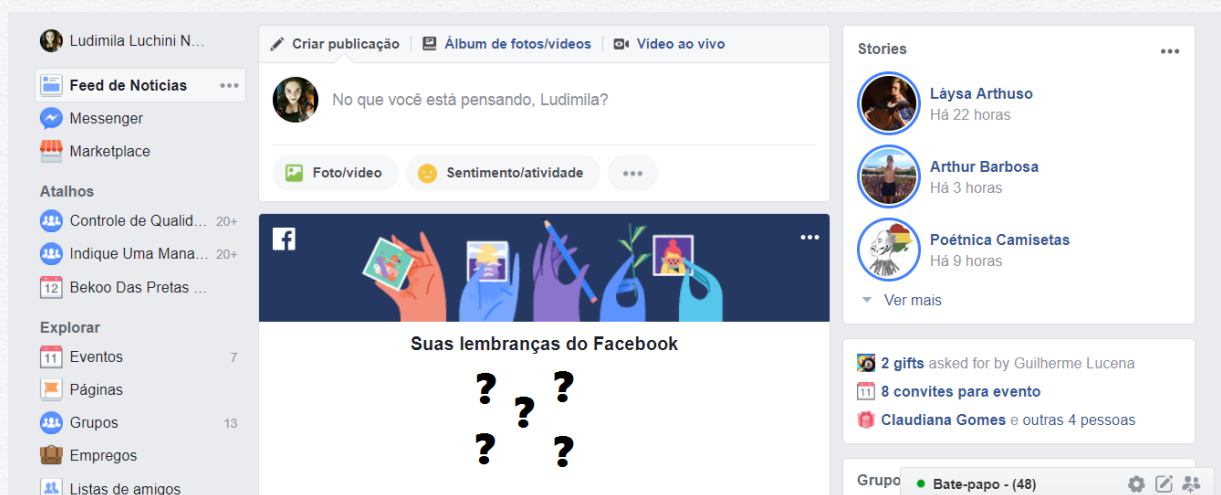 Ludimila Luchini N...
Feed de Notícias
Messenger
Marketplace
Atalhos
Controle de Qualid... 20+
Indique Uma Mana... 20+
12 Bekoo Das Pretas ...
Explorar
11 Eventos 7
Páginas
Grupos 13
Empregos
Listas de amigos
Criar publicação Álbum de fotos/vídeos Vídeo ao vivo
No que você está pensando, Ludimila?
Foto/vídeo Sentimento/atividade
f
Suas lembranças do Facebook
? ?
?
? ?
Stories
Láysa Arthuso
Há 22 horas
Arthur Barbosa
Há 3 horas
Poétnica Camisetas
Há 9 horas
Ver mais
2 gifts asked for by Guilherme Lucena
11 8 convites para evento
Claudiana Gomes e outras 4 pessoas
Grupo
Bate-papo - (48)